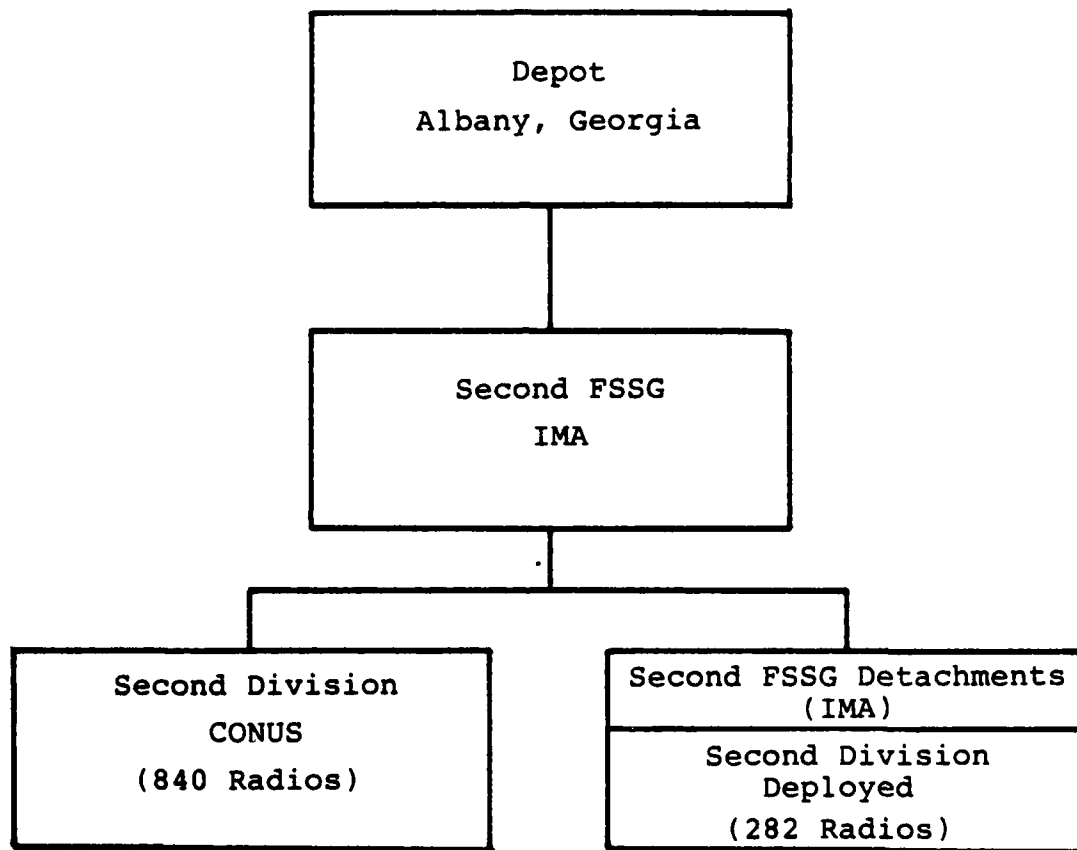 Depot
Albany, Georgia
Second FSSG
IMA
Second Division
CONUS
(840 Radios)
Second FSSG Detachments
(IMA)
Second Division
Deployed
(282 Radios)